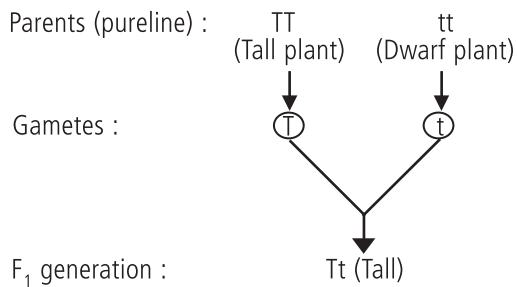 Parents (pureline) : TT tt
(Tall plant) (Dwarf plant)
Gametes : T t
F1 generation : Tt (Tall)